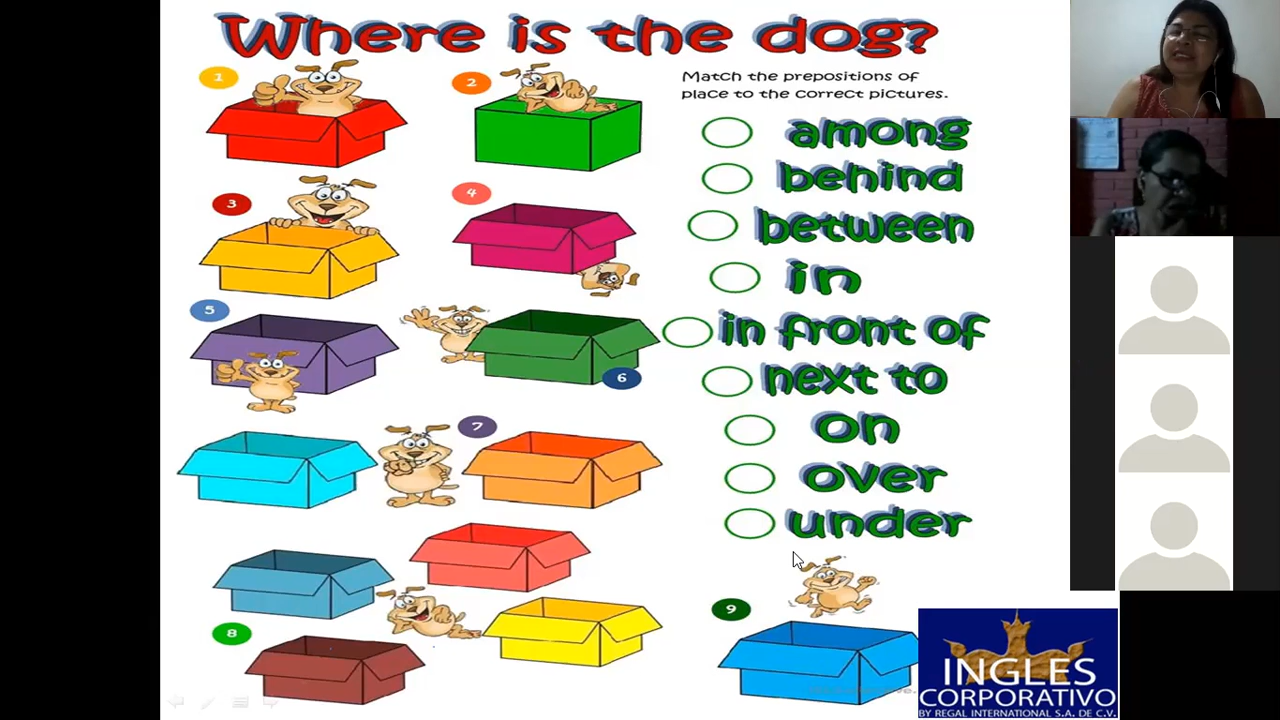 Where is the dog?
1
2
Match the prepositions of
place to the correct pictures.
among
behind
3
4
between
in
5
in front of
6
next to
7
on
over
under
8
9
INGLES
CORPORATIVO
BY REGAL INTERNATIONAL S.A. DE C.V.